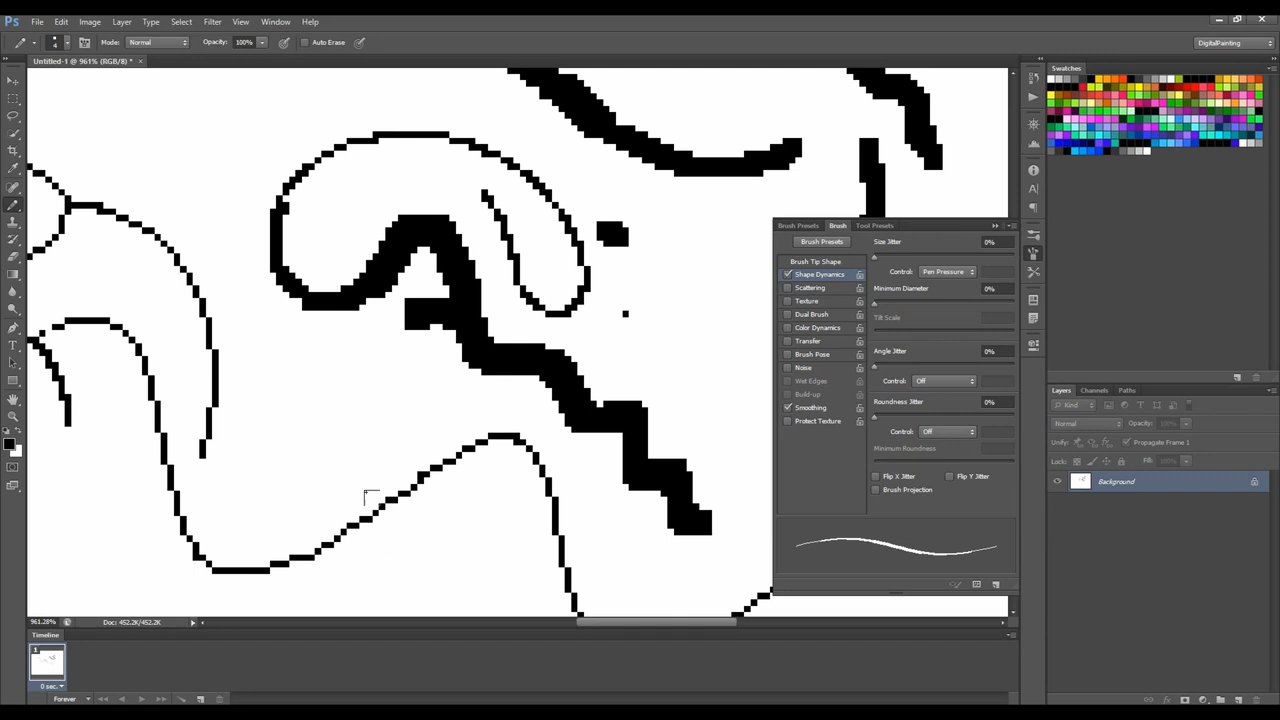 Ps File Edit Image Layer Type Select Filter View Window Help
4 Mode: Normal Opacity: 100% Auto Erase DigitalPainting
Untitled-1 @ 961% (RGB/8) * ×
Swatches
Brush Presets Brush Tool Presets
Brush Presets Size Jitter 0%
Brush Tip Shape
Shape Dynamics Control: Pen Pressure
Scattering Minimum Diameter 0%
Texture
Dual Brush Tilt Scale
Color Dynamics
Transfer Angle Jitter 0%
Brush Pose
Noise
Wet Edges Control: Off
Build-up
Smoothing Roundness Jitter 0%
Protect Texture
Control: Off
Minimum Roundness
Flip X Jitter Flip Y Jitter
Brush Projection
Layers Channels Paths
Kind
Normal Opacity:
Unify: Propagate Frame 1
Lock: Fill:
Background
961.28% Doc: 452.2K/452.2K
Timeline
1
0 sec.
Forever